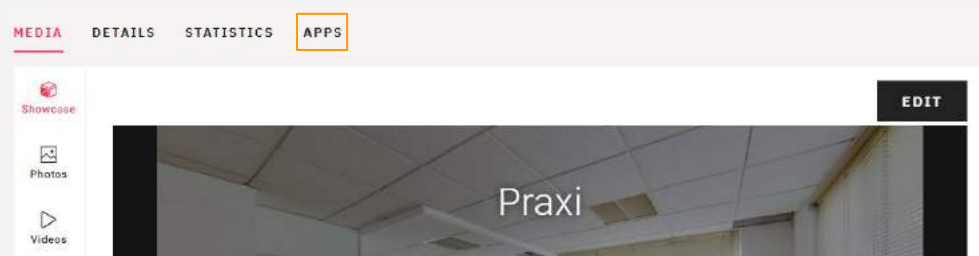 MEDIA DETAILS STATISTICS APPS
Showcase
EDIT
Photos
Praxi
Videos